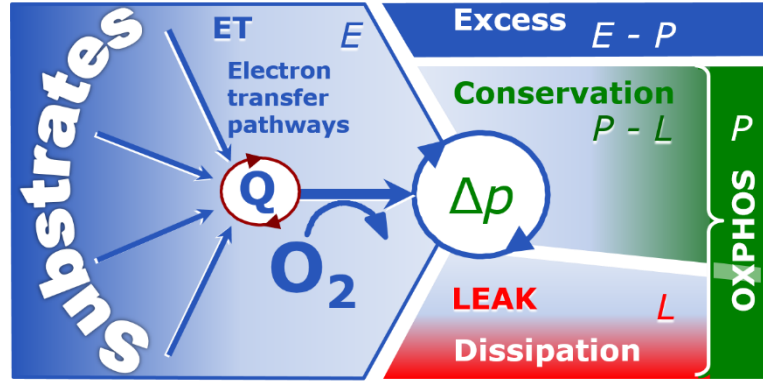 Substrates
ET
E
Electron
transfer
pathways
Q
O2
Δp
Excess E - P
Conservation
P - L
LEAK L
Dissipation
P
OXPHOS